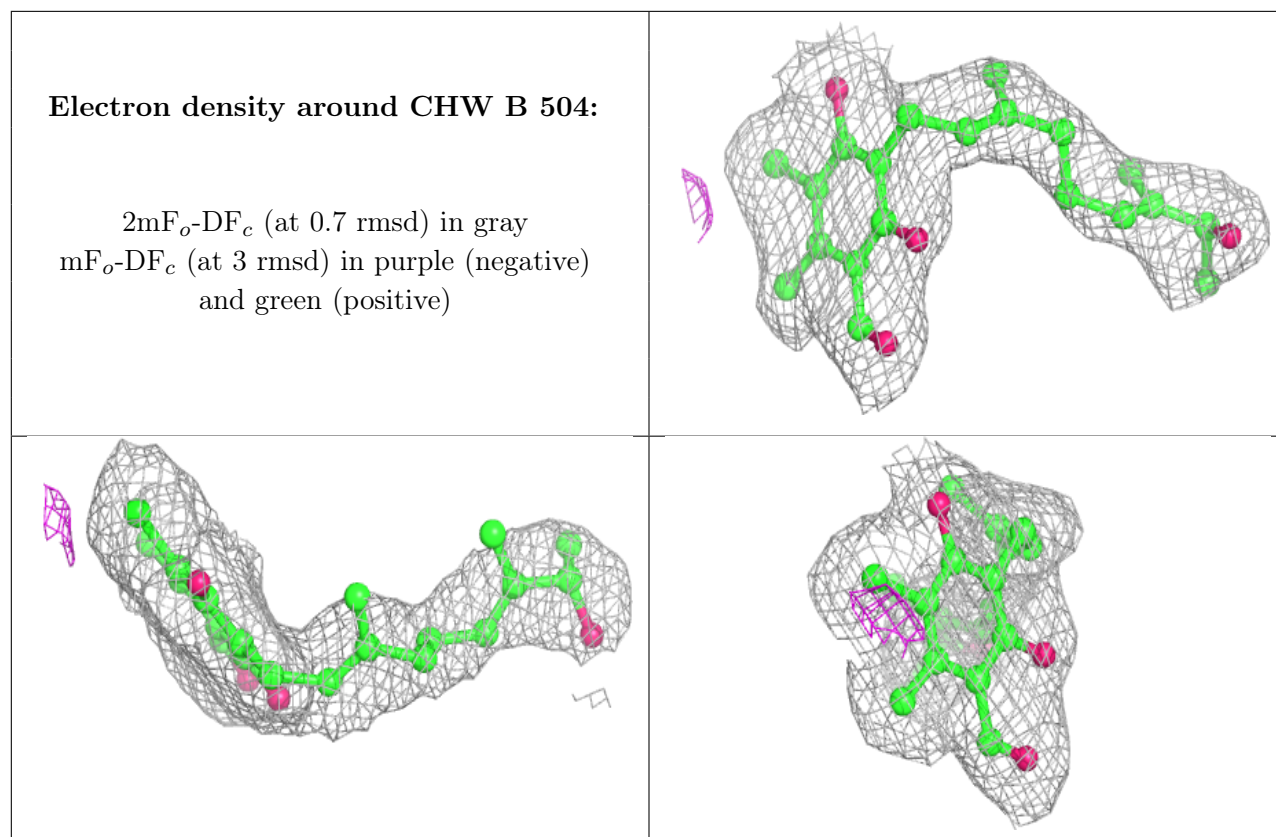 Electron density around CHW B 504:
2mFo-DFc (at 0.7 rmsd) in gray
mFo-DFc (at 3 rmsd) in purple (negative)
and green (positive)